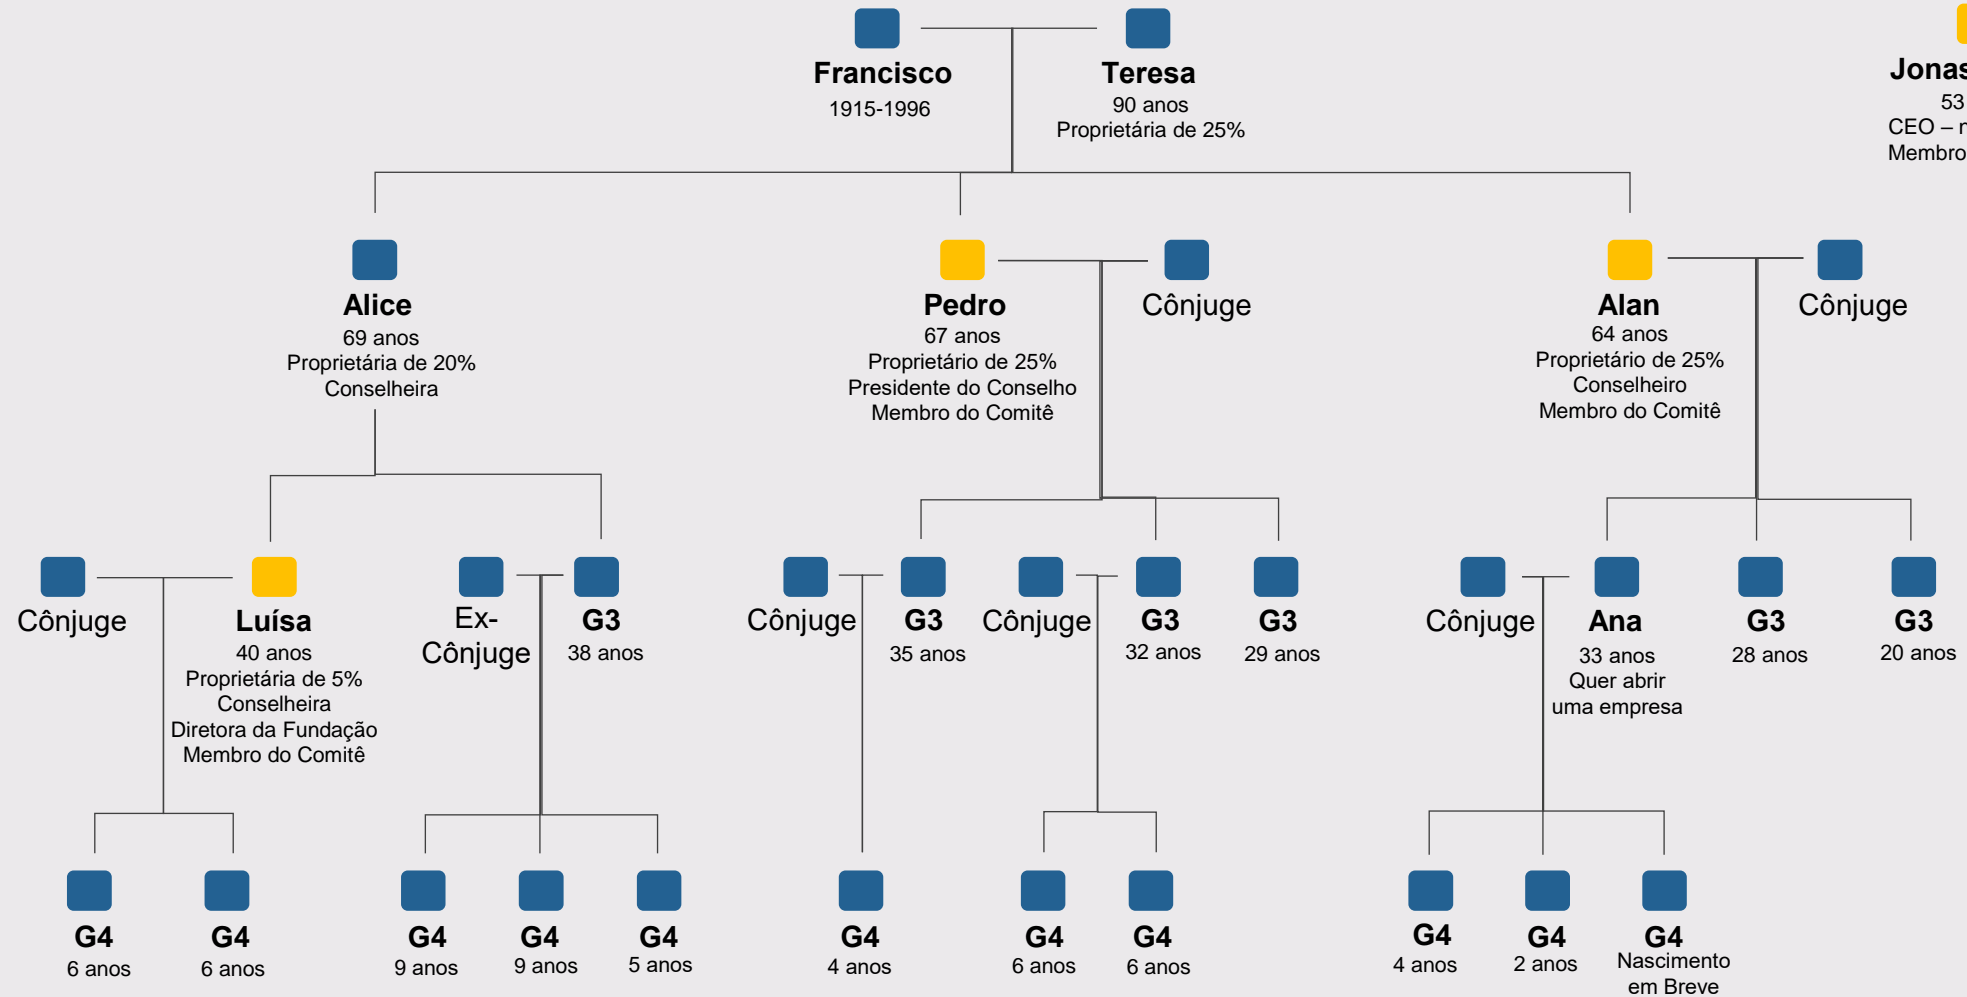 Francisco
1915-1996
Teresa
90 anos
Proprietária de 25%
Jonas
53
CEO –
Membro
Alice
69 anos
Proprietária de 20%
Conselheira
Pedro
67 anos
Proprietário de 25%
Presidente do Conselho
Membro do Comitê
Cônjuge
Alan
64 anos
Proprietário de 25%
Conselheiro
Membro do Comitê
Cônjuge
Cônjuge
Luísa
40 anos
Proprietária de 5%
Conselheira
Diretora da Fundação
Membro do Comitê
Ex-
Cônjuge
G3
38 anos
Cônjuge
G3
35 anos
Cônjuge
G3
32 anos
G3
29 anos
Cônjuge
Ana
33 anos
Quer abrir
uma empresa
G3
28 anos
G3
20 anos
G4
6 anos
G4
6 anos
G4
9 anos
G4
9 anos
G4
5 anos
G4
4 anos
G4
6 anos
G4
6 anos
G4
4 anos
G4
2 anos
G4
Nascimento
em Breve